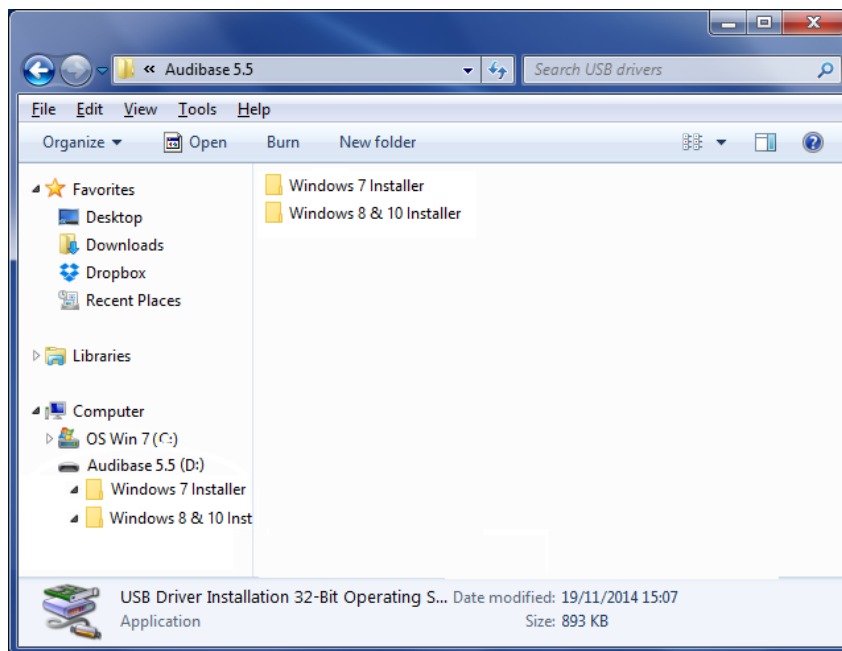 « Audibase 5.5
Search USB drivers
File Edit View Tools Help
Organize Open Burn New folder
Favorites
Desktop
Downloads
Dropbox
Recent Places
Libraries
Computer
OS Win 7 (C:)
Audibase 5.5 (D:)
Windows 7 Installer
Windows 8 & 10 Inst
Windows 7 Installer
Windows 8 & 10 Installer
USB Driver Installation 32-Bit Operating S... Date modified: 19/11/2014 15:07
Application Size: 893 KB